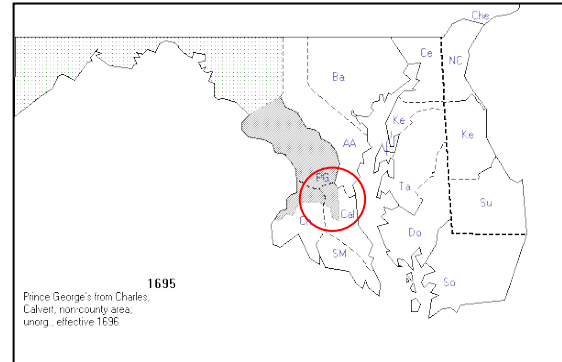 Che
Ce
NC
Ba
Ke
Ke
AA
PG
Ta
Su
Cal
Do
SM
So
1695
Prince George's from Charles,
Calvert, non-county area;
unorg., effective 1696.